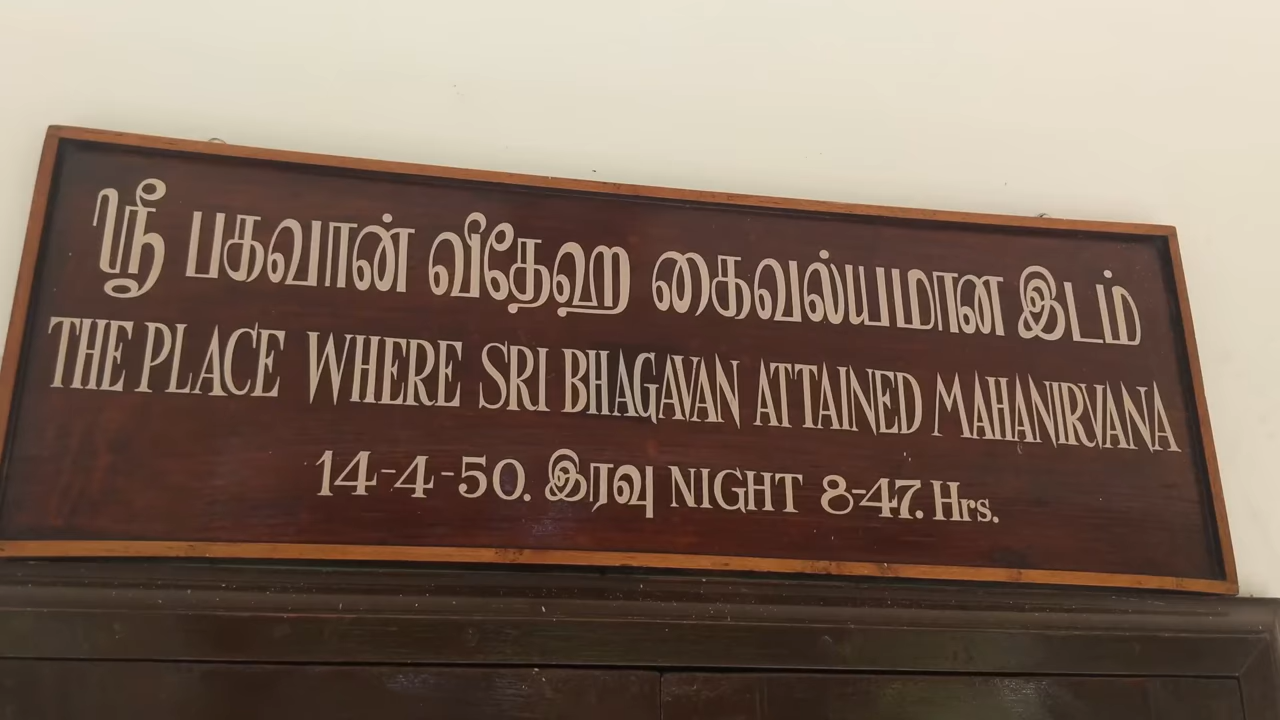 ஸ்ரீ பகவான் விதேஹ கைவல்யமான இடம்
THE PLACE WHERE SRI BHAGAVAN ATTAINED MAHANIRVANA
14-4-50. இரவு NIGHT 8-47. Hrs.